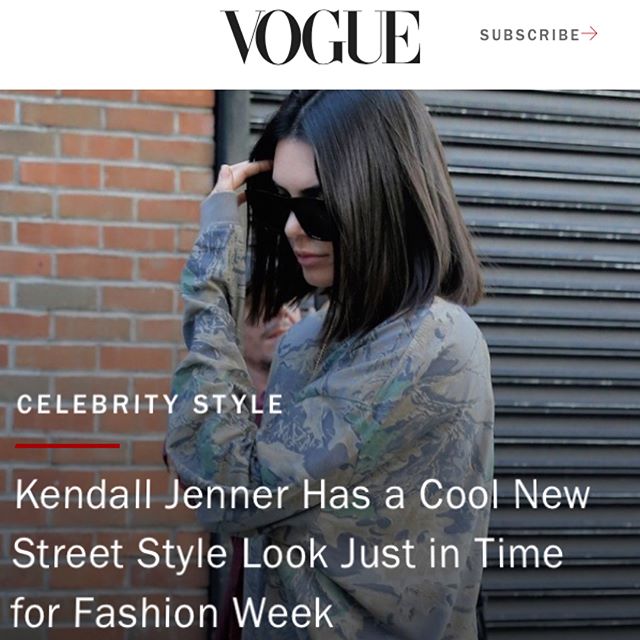 VOGUE
SUBSCRIBE→
CELEBRITY STYLE
Kendall Jenner Has a Cool New
Street Style Look Just in Time
for Fashion Week